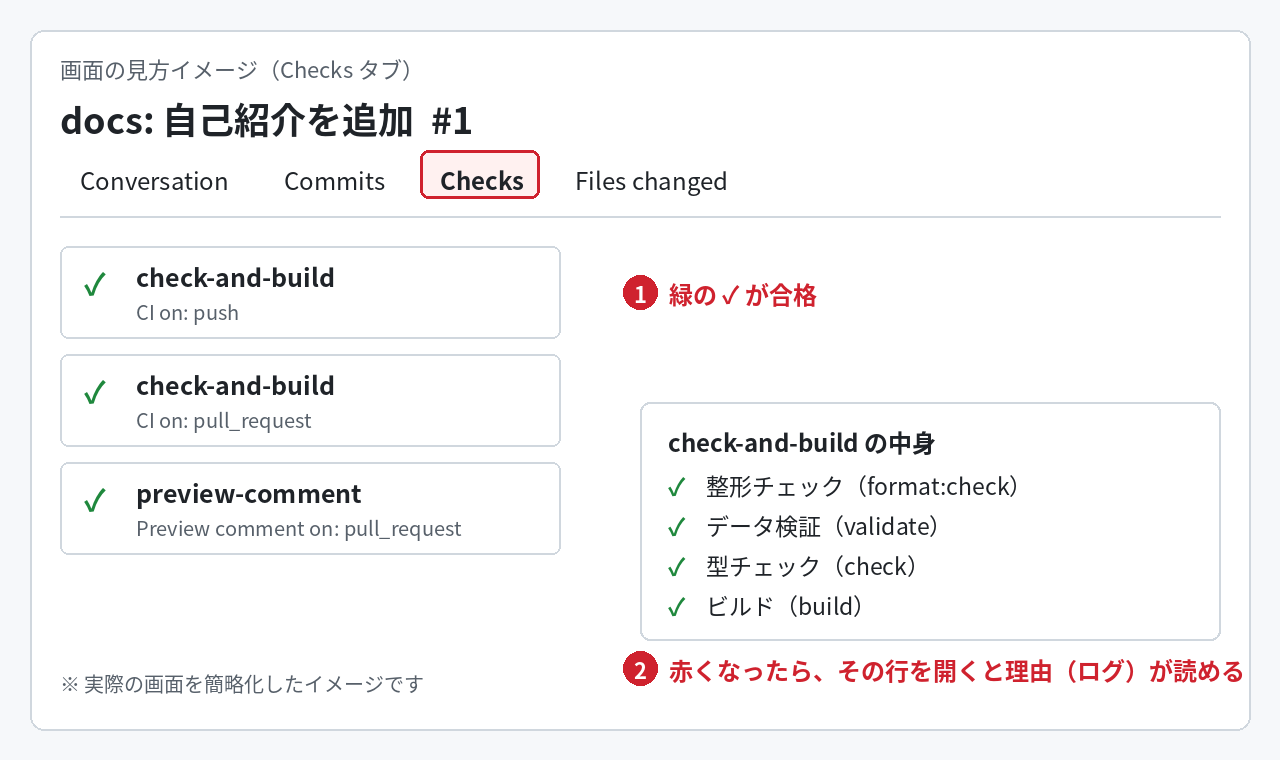 画面の見方イメージ（Checks タブ）
docs: 自己紹介を追加 #1
Conversation Commits Checks Files changed
✓ check-and-build
CI on: push
✓ check-and-build
CI on: pull_request
✓ preview-comment
Preview comment on: pull_request
1 緑の ✓ が合格
check-and-build の中身
✓ 整形チェック（format:check）
✓ データ検証（validate）
✓ 型チェック（check）
✓ ビルド（build）
2 赤くなったら、その行を開くと理由（ログ）が読める
※ 実際の画面を簡略化したイメージです